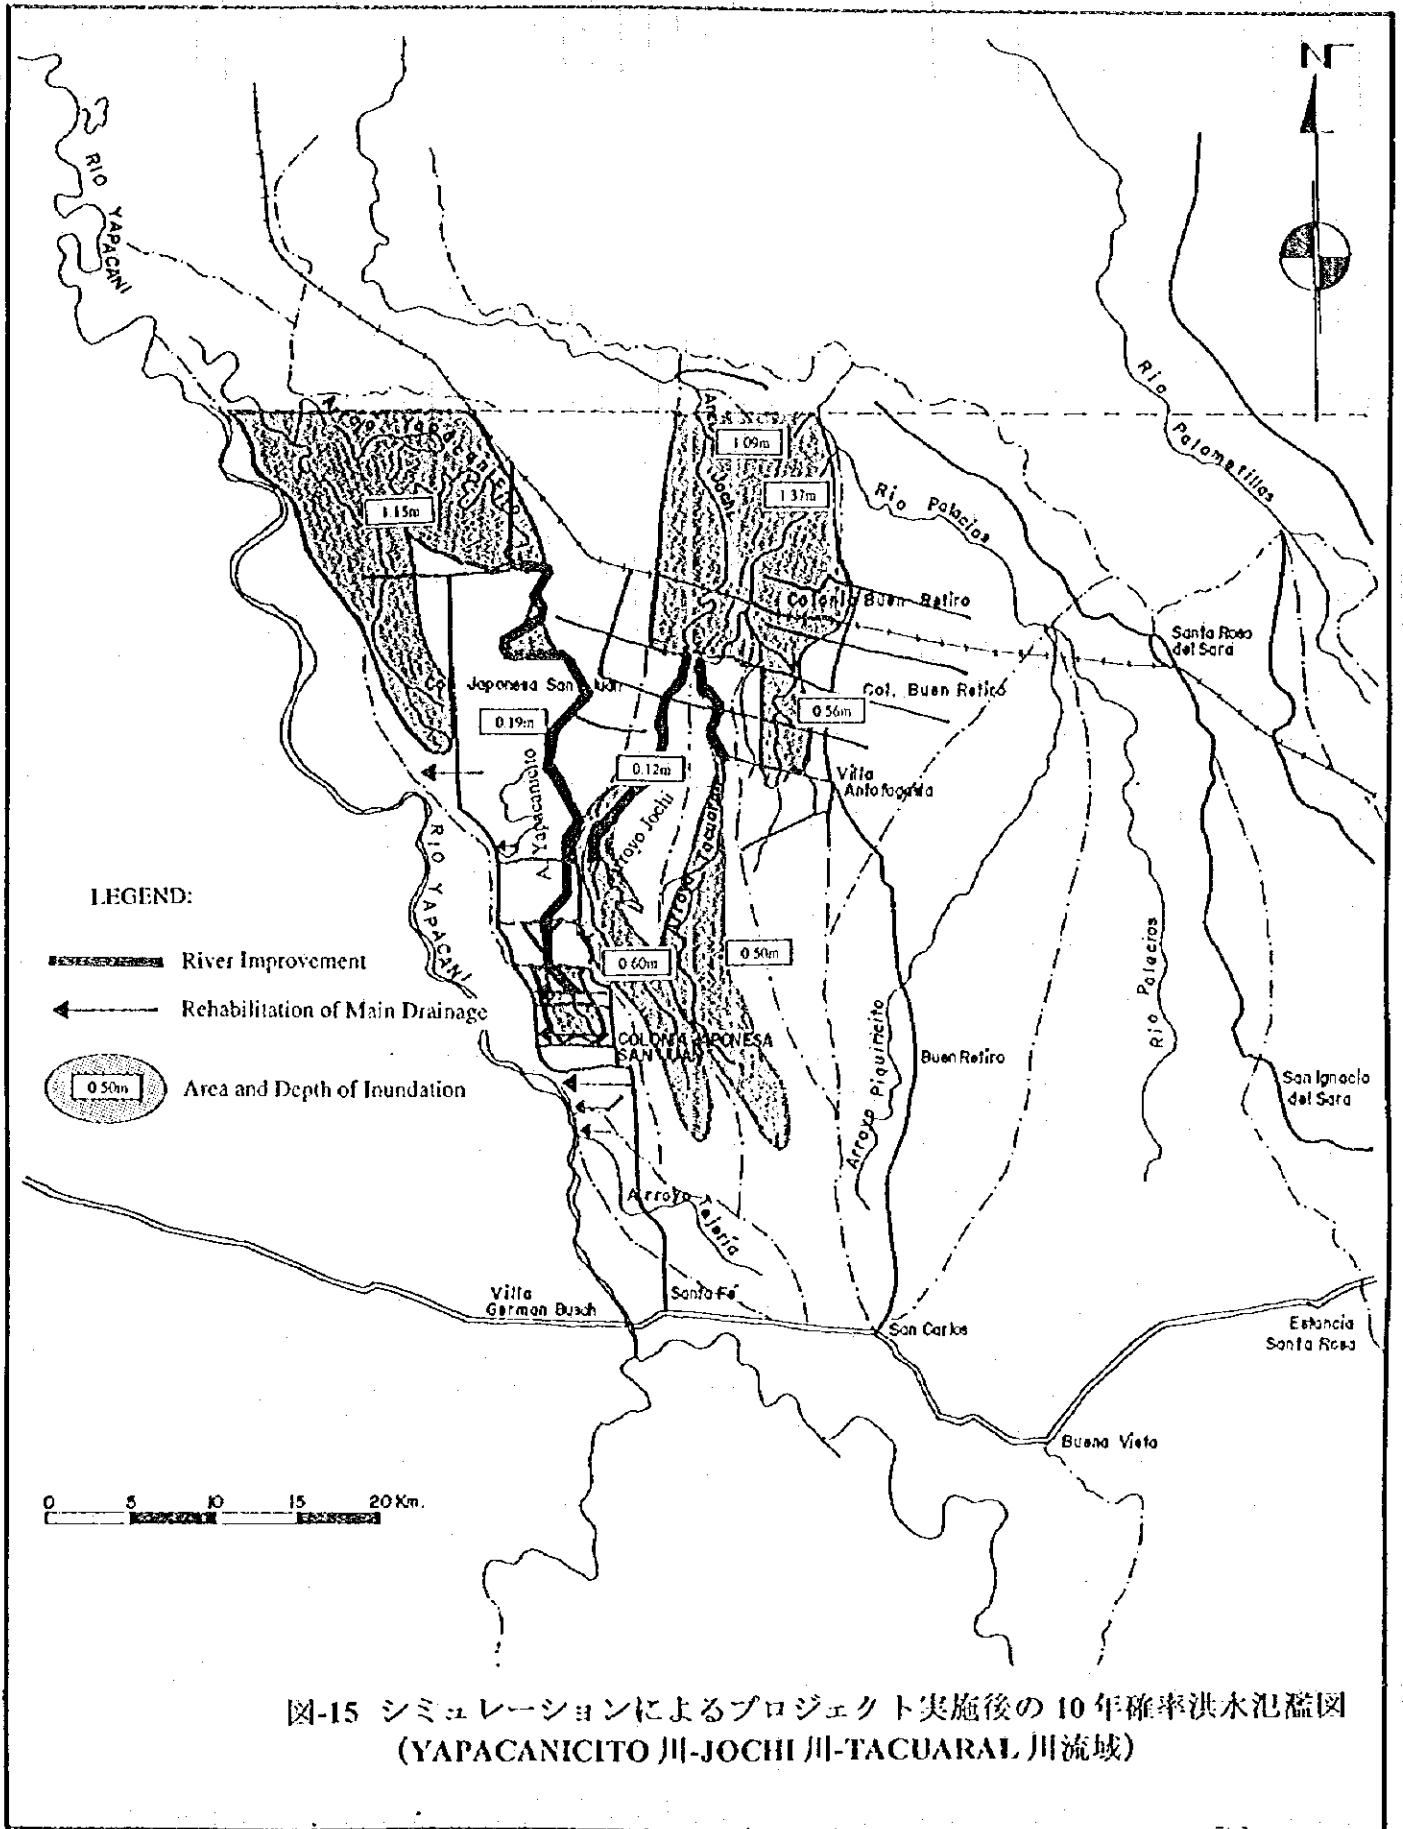 N
RIO YAPACANI
Rio Palometillas
1.09m
Jochi
1.37m
Rio Palacios
1.15m
Colonia Buen Retiro
Santa Rosa
del Sara
Col. Japonesa San Juan
Col. Buen Retiro
0.19m
0.56m
0.12m
Villa
Antofagasta
A. Yapacanicito
Arroyo Jochi
Arroyo Tacuaral
RIO YAPACANI
LEGEND:
River Improvement
Rehabilitation of Main Drainage
0.50m
Area and Depth of Inundation
0.60m
0.50m
COLONIA JAPONESA
SAN JUAN
Arroyo Piquiricito
Buen Retiro
Rio Palacios
San Ignacio
del Sara
Arroyo Tejeria
Villa
German Busch
Santa Fé
San Carlos
Estancia
Santa Rosa
Buena Vista
0 5 10 15 20 Km.
図-15 シミュレーションによるプロジェクト実施後の 10 年確率洪水氾濫図
(YAPACANICITO 川-JOCHI 川-TACUARAL 川流域)